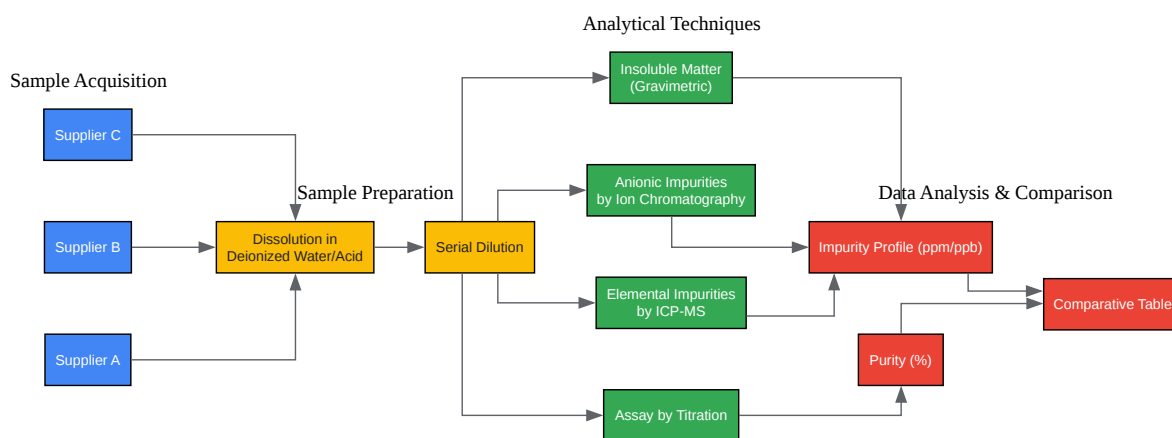 Analytical Techniques
Sample Acquisition
Insoluble Matter
(Gravimetric)
Supplier C
Sample Preparation
Anionic Impurities
by Ion Chromatography
Data Analysis & Comparison
Supplier B
Dissolution in
Deionized Water/Acid
Serial Dilution
Impurity Profile (ppm/ppb)
Elemental Impurities
by ICP-MS
Comparative Table
Supplier A
Purity (%)
Assay by Titration